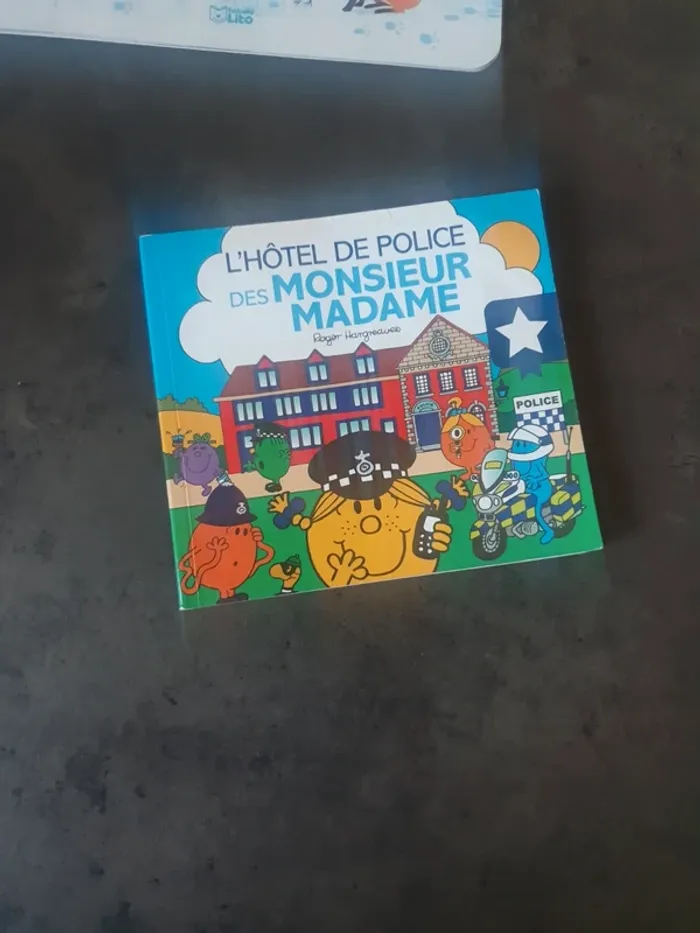 Lito
L'HÔTEL DE POLICE
DES MONSIEUR
MADAME
Roger Hargreaves
POLICE